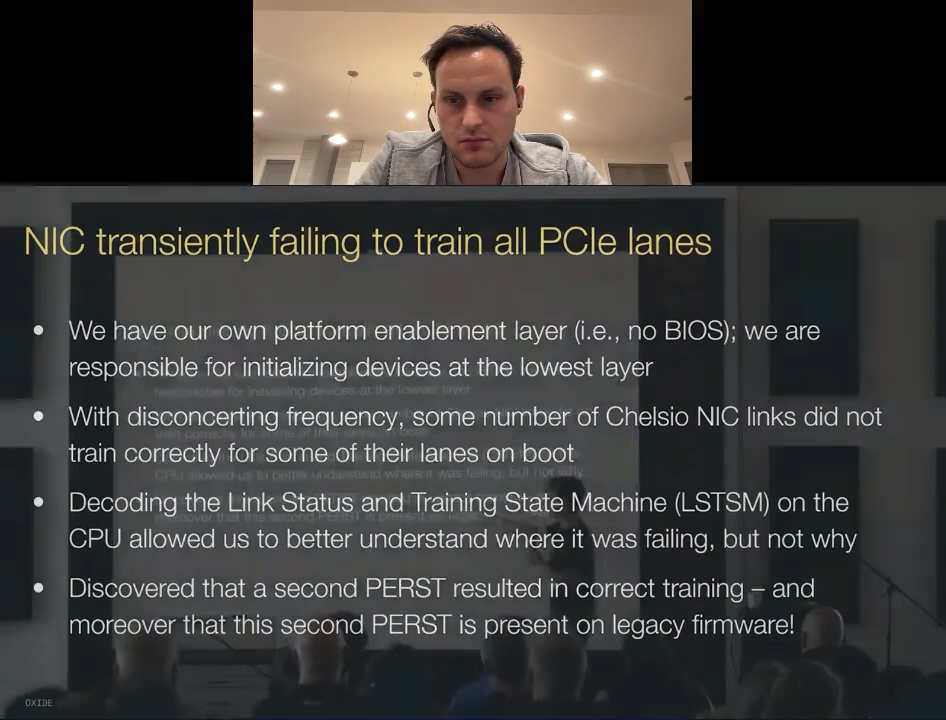 NIC transiently failing to train all PCIe lanes
• We have our own platform enablement layer (i.e., no BIOS); we are
responsible for initializing devices at the lowest layer
• With disconcerting frequency, some number of Chelsio NIC links did not
train correctly for some of their lanes on boot
• Decoding the Link Status and Training State Machine (LSTSM) on the
CPU allowed us to better understand where it was failing, but not why
• Discovered that a second PERST resulted in correct training – and
moreover that this second PERST is present on legacy firmware!
OXIDE